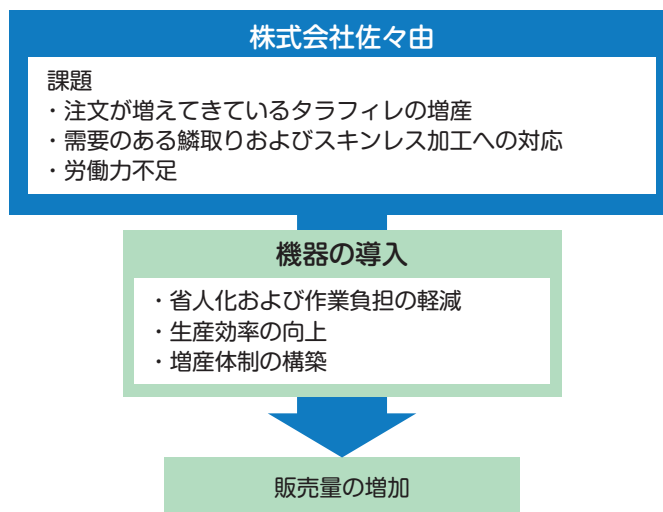 株式会社佐々由
課題
・注文が増えてきているタラフィレの増産
・需要のある鱗取りおよびスキンレス加工への対応
・労働力不足
機器の導入
・省人化および作業負担の軽減
・生産効率の向上
・増産体制の構築
販売量の増加